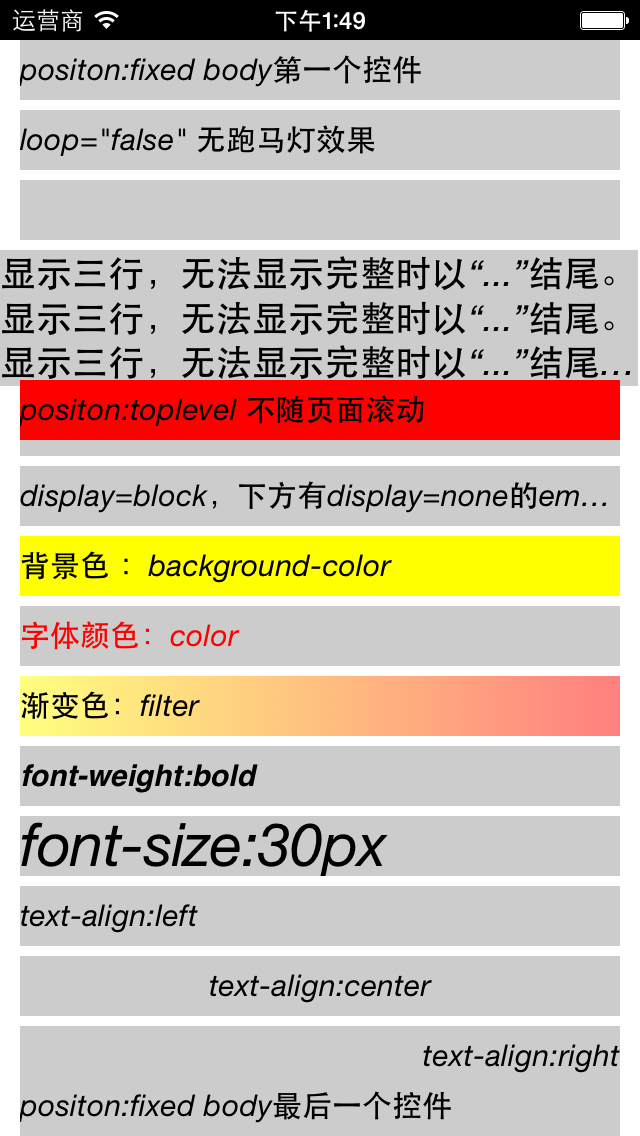 运营商 下午1:49
positon:fixed body第一个控件
loop="false" 无跑马灯效果
显示三行，无法显示完整时以“...”结尾。
显示三行，无法显示完整时以“...”结尾。
显示三行，无法显示完整时以“...”结尾...
positon:toplevel 不随页面滚动
display=block，下方有display=none的em...
背景色 ：background-color
字体颜色：color
渐变色：filter
font-weight:bold
font-size:30px
text-align:left
text-align:center
text-align:right
positon:fixed body最后一个控件